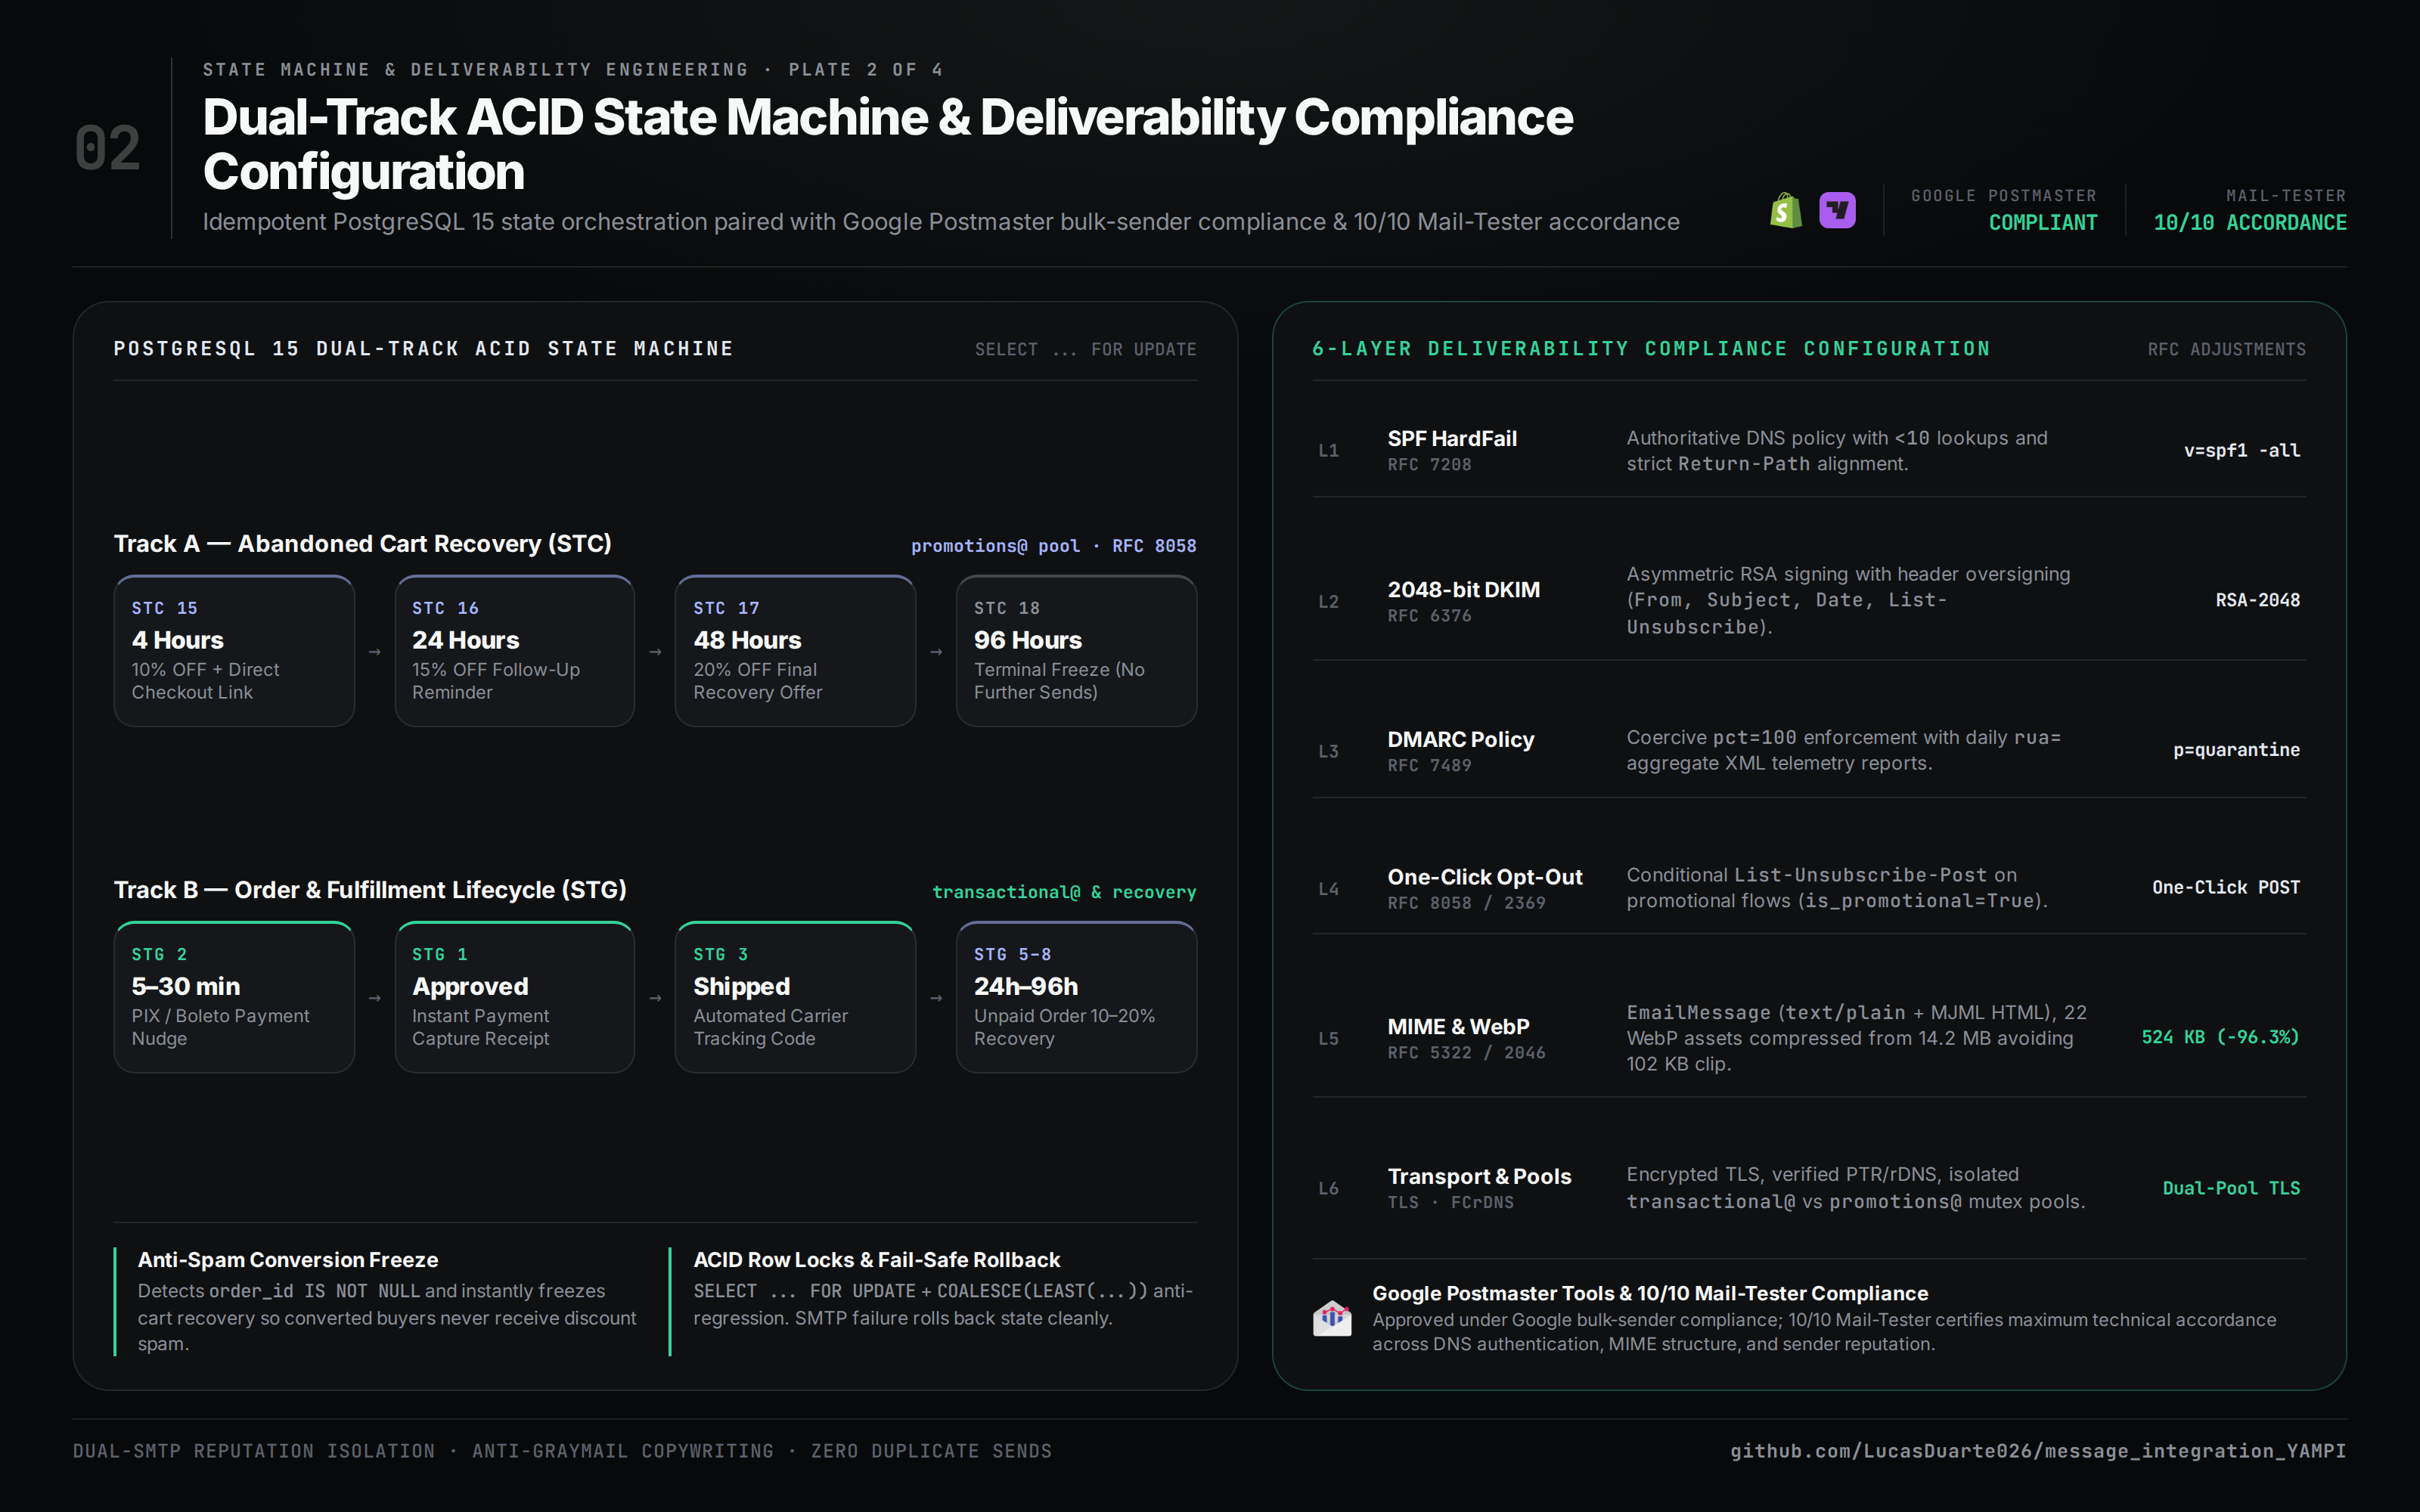 02
STATE MACHINE & DELIVERABILITY ENGINEERING · PLATE 2 OF 4
Dual-Track ACID State Machine & Deliverability Compliance
Configuration
Idempotent PostgreSQL 15 state orchestration paired with Google Postmaster bulk-sender compliance & 10/10 Mail-Tester accordance
GOOGLE POSTMASTER
COMPLIANT
MAIL-TESTER
10/10 ACCORDANCE
POSTGRESQL 15 DUAL-TRACK ACID STATE MACHINE
SELECT ... FOR UPDATE
Track A — Abandoned Cart Recovery (STC)
promotions@ pool · RFC 8058
STC 15
4 Hours
10% OFF + Direct
Checkout Link
→
STC 16
24 Hours
15% OFF Follow-Up
Reminder
→
STC 17
48 Hours
20% OFF Final
Recovery Offer
→
STC 18
96 Hours
Terminal Freeze (No
Further Sends)
Track B — Order & Fulfillment Lifecycle (STG)
transactional@ & recovery
STG 2
5–30 min
PIX / Boleto Payment
Nudge
→
STG 1
Approved
Instant Payment
Capture Receipt
→
STG 3
Shipped
Automated Carrier
Tracking Code
→
STG 5–8
24h–96h
Unpaid Order 10–20%
Recovery
Anti-Spam Conversion Freeze
Detects order_id IS NOT NULL and instantly freezes
cart recovery so converted buyers never receive discount
spam.
ACID Row Locks & Fail-Safe Rollback
SELECT ... FOR UPDATE + COALESCE(LEAST(...)) anti-
regression. SMTP failure rolls back state cleanly.
6-LAYER DELIVERABILITY COMPLIANCE CONFIGURATION
RFC ADJUSTMENTS
L1
SPF HardFail
RFC 7208
Authoritative DNS policy with <10 lookups and
strict Return-Path alignment.
v=spf1 -all
L2
2048-bit DKIM
RFC 6376
Asymmetric RSA signing with header oversigning
(From, Subject, Date, List-
Unsubscribe).
RSA-2048
L3
DMARC Policy
RFC 7489
Coercive pct=100 enforcement with daily rua=
aggregate XML telemetry reports.
p=quarantine
L4
One-Click Opt-Out
RFC 8058 / 2369
Conditional List-Unsubscribe-Post on
promotional flows (is_promotional=True).
One-Click POST
L5
MIME & WebP
RFC 5322 / 2046
EmailMessage (text/plain + MJML HTML), 22
WebP assets compressed from 14.2 MB avoiding
102 KB clip.
524 KB (-96.3%)
L6
Transport & Pools
TLS · FCrDNS
Encrypted TLS, verified PTR/rDNS, isolated
transactional@ vs promotions@ mutex pools.
Dual-Pool TLS
Google Postmaster Tools & 10/10 Mail-Tester Compliance
Approved under Google bulk-sender compliance; 10/10 Mail-Tester certifies maximum technical accordance
across DNS authentication, MIME structure, and sender reputation.
DUAL-SMTP REPUTATION ISOLATION · ANTI-GRAYMAIL COPYWRITING · ZERO DUPLICATE SENDS
github.com/LucasDuarte026/message_integration_YAMPI